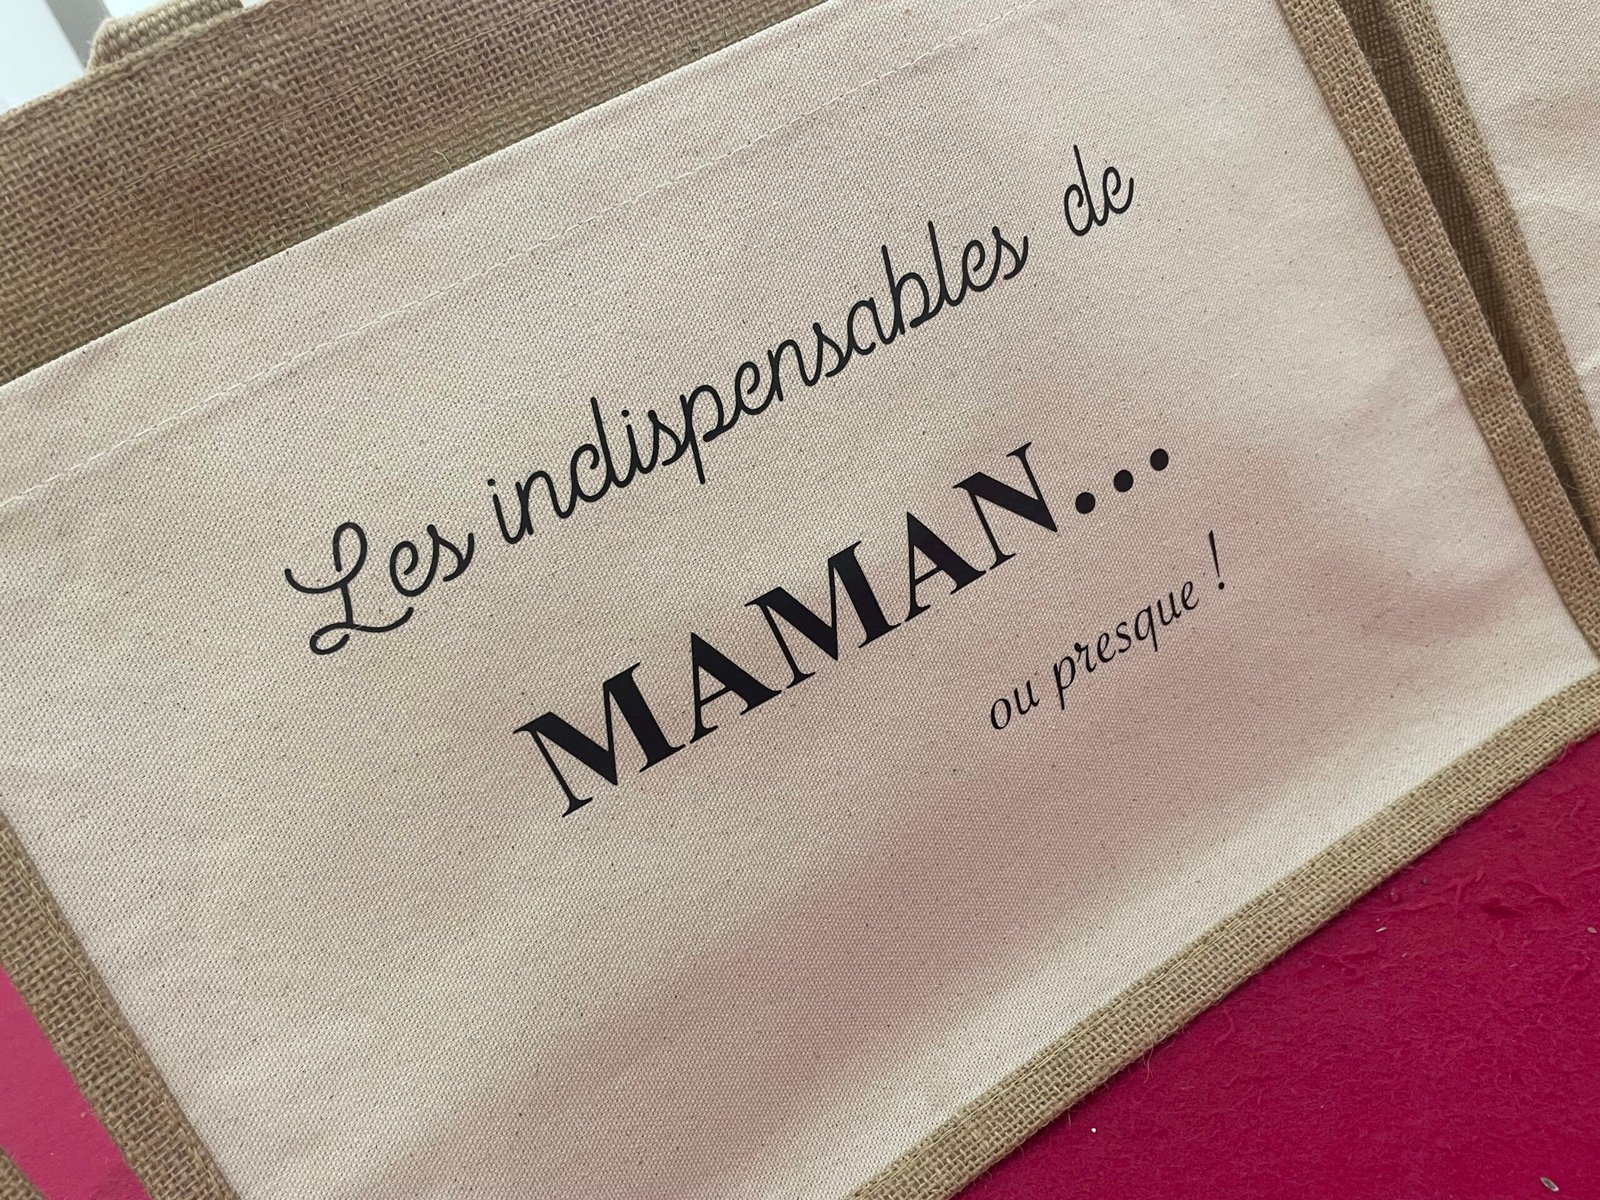 Les indispensables de
MAMAN...
ou presque !